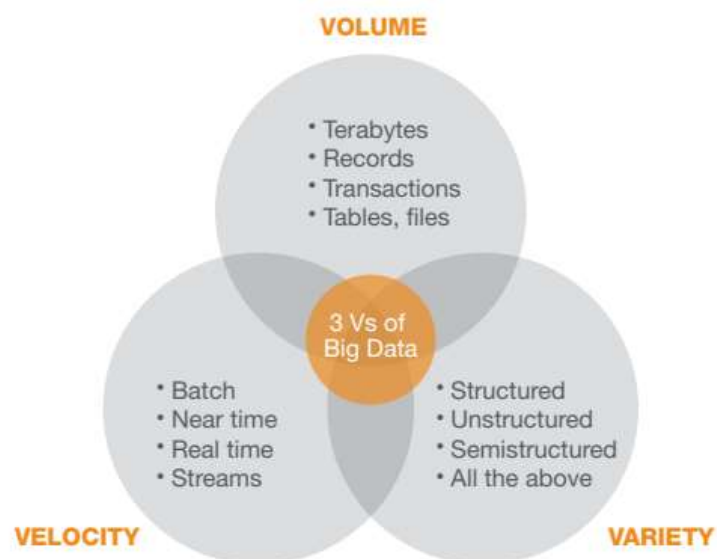 VOLUME
• Terabytes
• Records
• Transactions
• Tables, files
3 Vs of
Big Data
• Batch
• Near time
• Real time
• Streams
• Structured
• Unstructured
• Semistructured
• All the above
VELOCITY
VARIETY